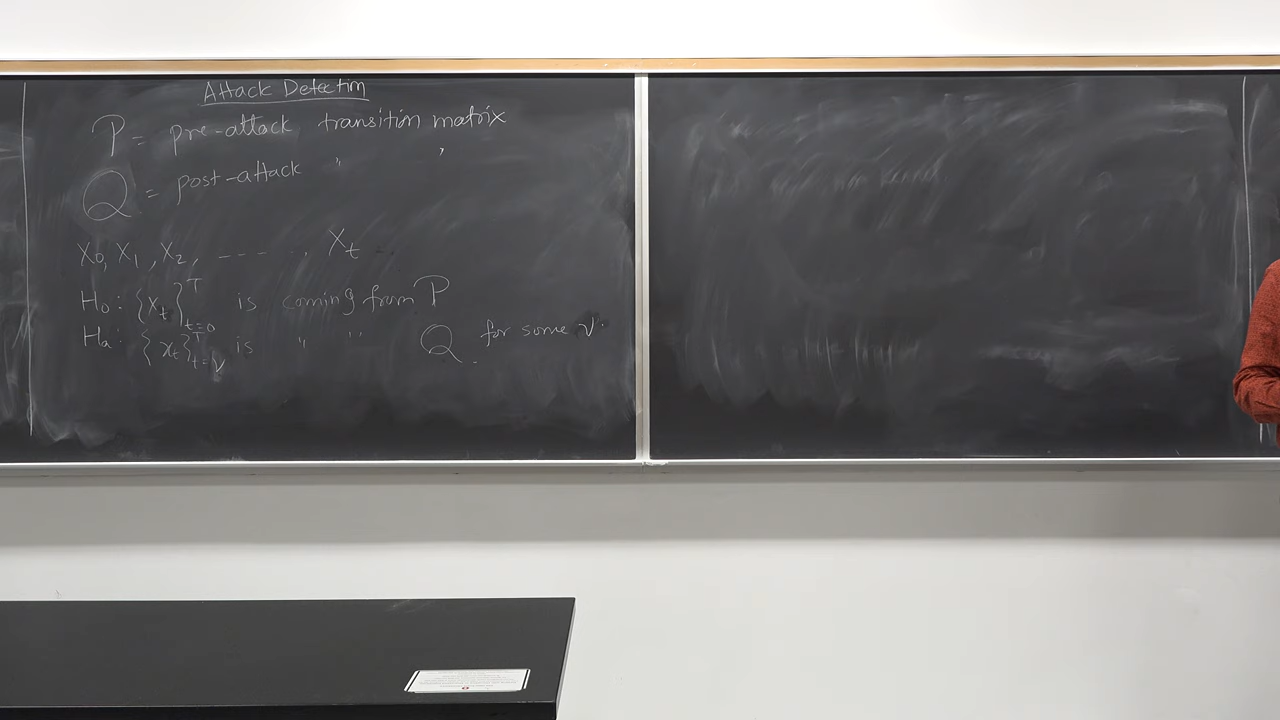 Attack Detection
P = pre-attack transition matrix
Q = post-attack " "
X0, X1, X2, ------ .., Xt ..
H0: {Xt}_{t=0}^{T} is coming from P
Ha: {xt}_{t=ν}^{T} is " " Q for some ν.